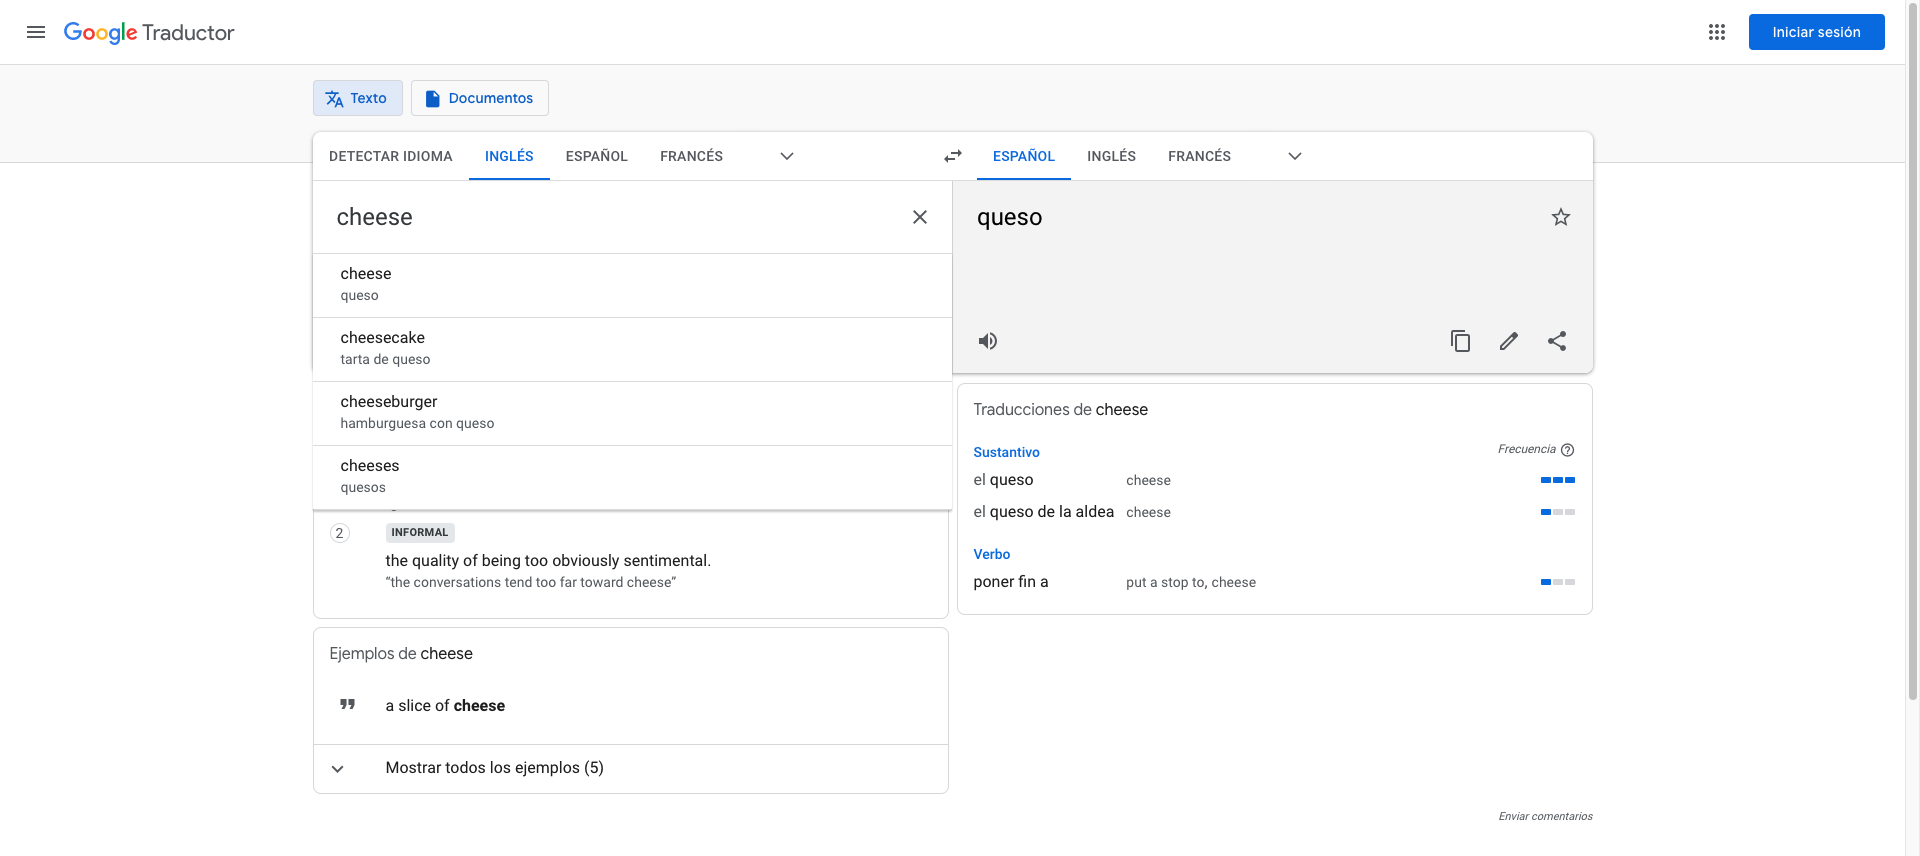 Google Traductor
Iniciar sesión
Texto
Documentos
DETECTAR IDIOMA
INGLÉS
ESPAÑOL
FRANCÉS
ESPAÑOL
INGLÉS
FRANCÉS
cheese
queso
cheese
queso
cheesecake
tarta de queso
cheeseburger
hamburguesa con queso
cheeses
quesos
2
INFORMAL
the quality of being too obviously sentimental.
“the conversations tend too far toward cheese”
Ejemplos de cheese
a slice of cheese
Mostrar todos los ejemplos (5)
Traducciones de cheese
Sustantivo
Frecuencia
el queso cheese
el queso de la aldea cheese
Verbo
poner fin a put a stop to, cheese
Enviar comentarios